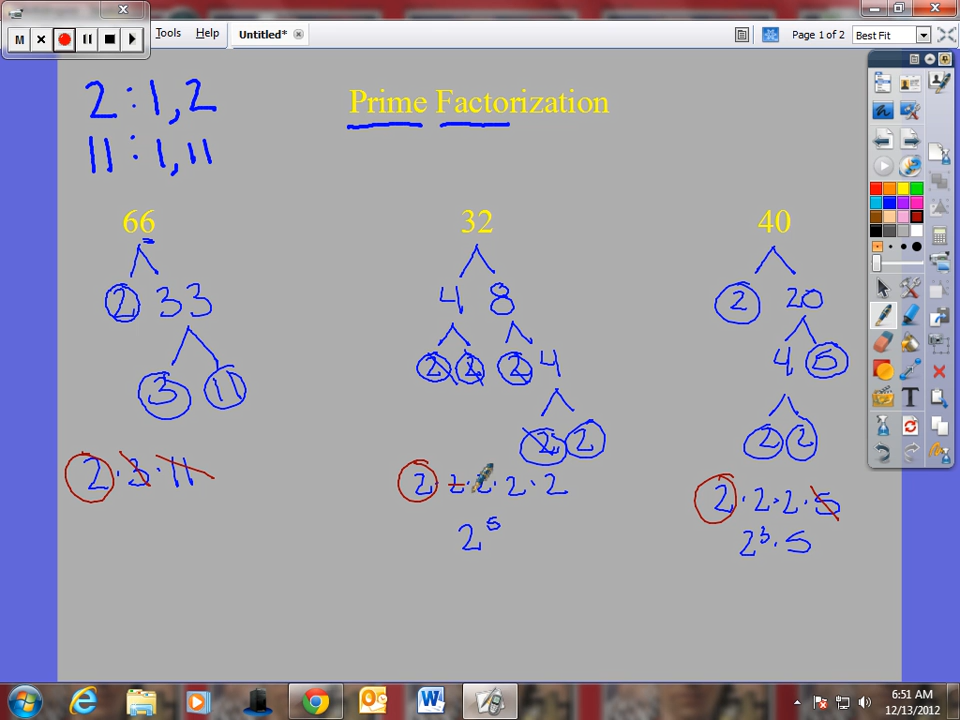 M
Tools Help Untitled* Page 1 of 2 Best Fit
2 : 1, 2
11 : 1, 11
Prime Factorization
66 32 40
2 33 4 8 2 20
3 11 2 2 2 4 4 5
2 2 2 2
2 · 3 · 11 2 · 2 · 2 · 2 · 2 2 · 2 · 2 · 5
2⁵ 2³ · 5
T
W
6:51 AM
12/13/2012